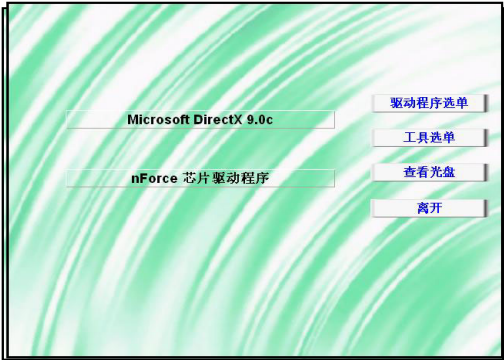 Microsoft DirectX 9.0c
nForce 芯片驱动程序
驱动程序选单
工具选单
查看光盘
离开